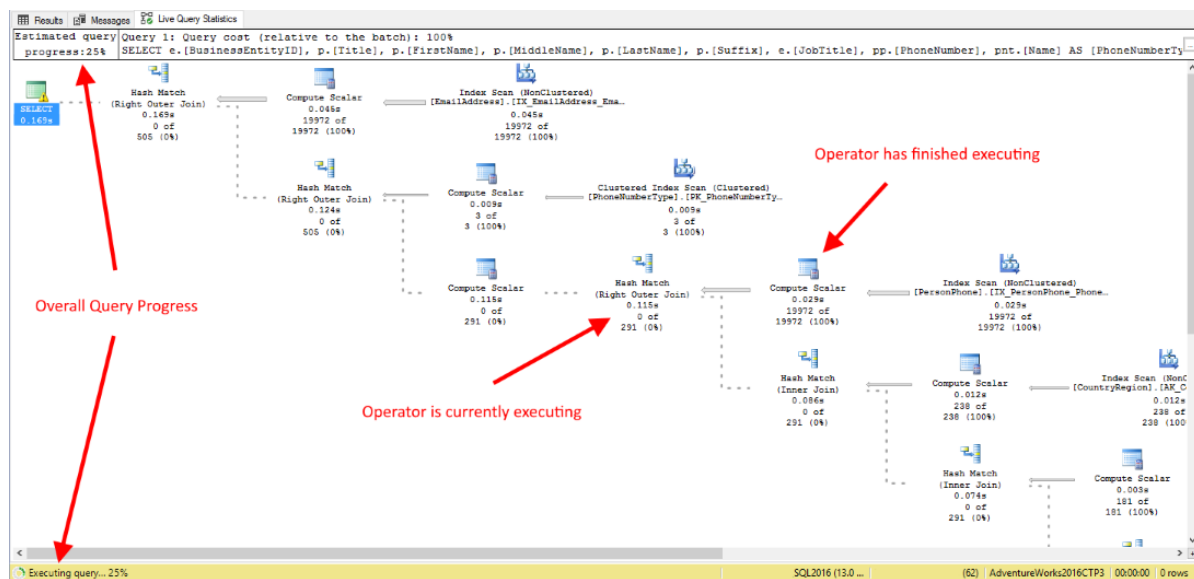 Results Messages Live Query Statistics
Estimated query progress:25%
Query 1: Query cost (relative to the batch): 100%
SELECT e.[BusinessEntityID], p.[Title], p.[FirstName], p.[MiddleName], p.[LastName], p.[Suffix], e.[JobTitle], pp.[PhoneNumber], pnt.[Name] AS [PhoneNumberTy
SELECT
0.169s
Hash Match
(Right Outer Join)
0.169s
0 of
505 (0%)
Compute Scalar
0.045s
19972 of
19972 (100%)
Index Scan (NonClustered)
[EmailAddress].[IX_EmailAddress_Ema...
0.045s
19972 of
19972 (100%)
Hash Match
(Right Outer Join)
0.124s
0 of
505 (0%)
Compute Scalar
0.009s
3 of
3 (100%)
Clustered Index Scan (Clustered)
[PhoneNumberType].[PK_PhoneNumberTy...
0.009s
3 of
3 (100%)
Operator has finished executing
Compute Scalar
0.115s
0 of
291 (0%)
Hash Match
(Right Outer Join)
0.115s
0 of
291 (0%)
Compute Scalar
0.029s
19972 of
19972 (100%)
Index Scan (NonClustered)
[PersonPhone].[IX_PersonPhone_Phone...
0.029s
19972 of
19972 (100%)
Overall Query Progress
Operator is currently executing
Hash Match
(Inner Join)
0.086s
0 of
291 (0%)
Compute Scalar
0.012s
238 of
238 (100%)
Index Scan (NonC
[CountryRegion].[AK_C
0.012s
238 of
238 (100
Hash Match
(Inner Join)
0.074s
0 of
291 (0%)
Compute Scalar
0.003s
181 of
181 (100%)
Executing query... 25% SQL2016 (13.0 ... (62) AdventureWorks2016CTP3 00:00:00 0 rows